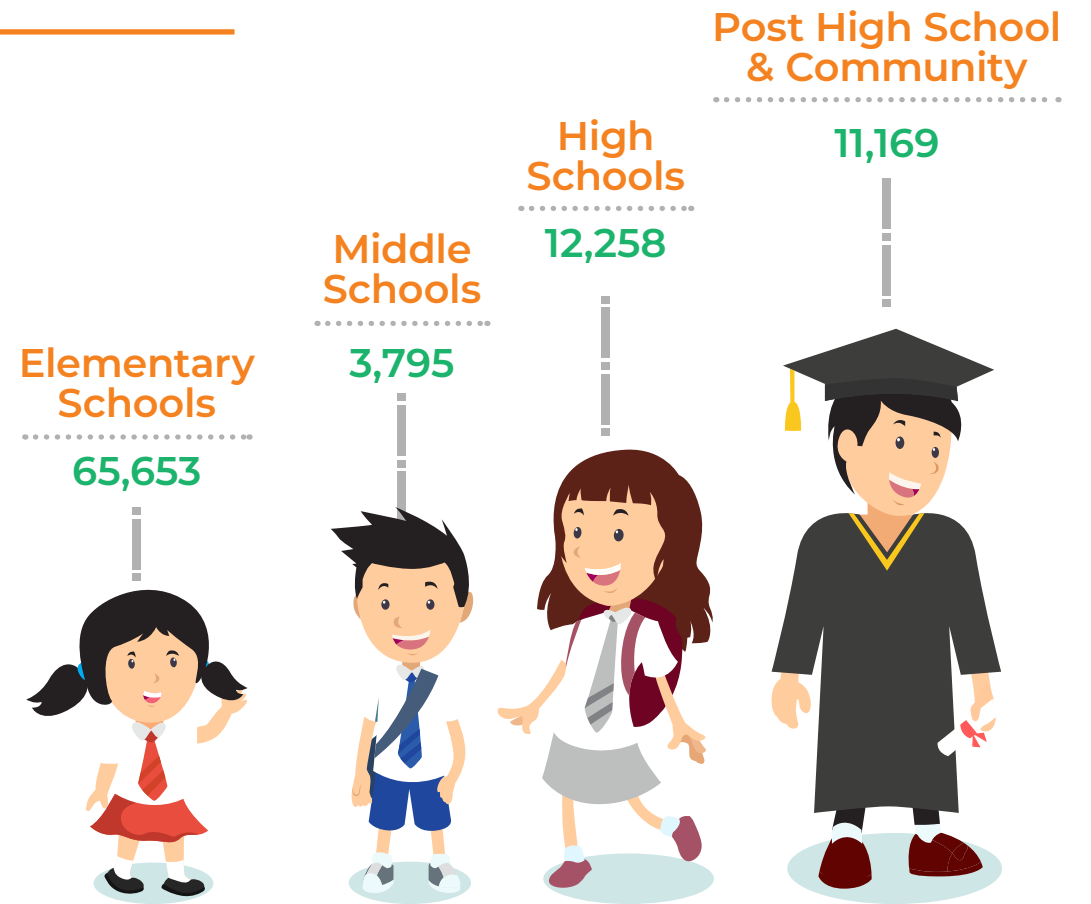 Elementary
Schools
65,653
Middle
Schools
3,795
High
Schools
12,258
Post High School
& Community
11,169